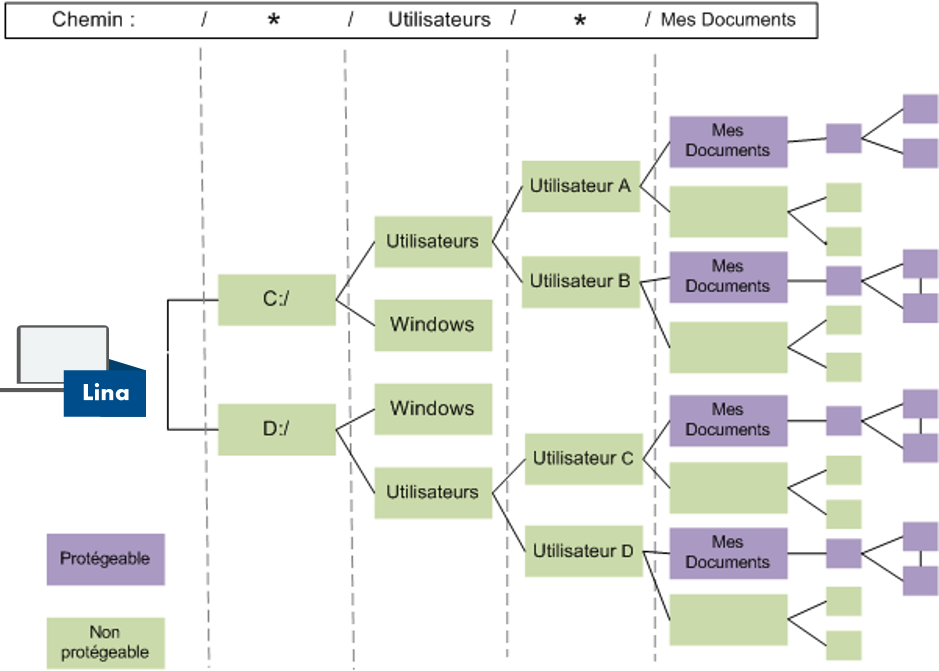 Chemin : / * / Utilisateurs / * / Mes Documents
Mes
Documents
Utilisateur A
Utilisateurs
Mes
Documents
Utilisateur B
C:/
Windows
Lina
Windows
Mes
Documents
D:/
Utilisateur C
Utilisateurs
Mes
Documents
Utilisateur D
Protégeable
Non
protégeable